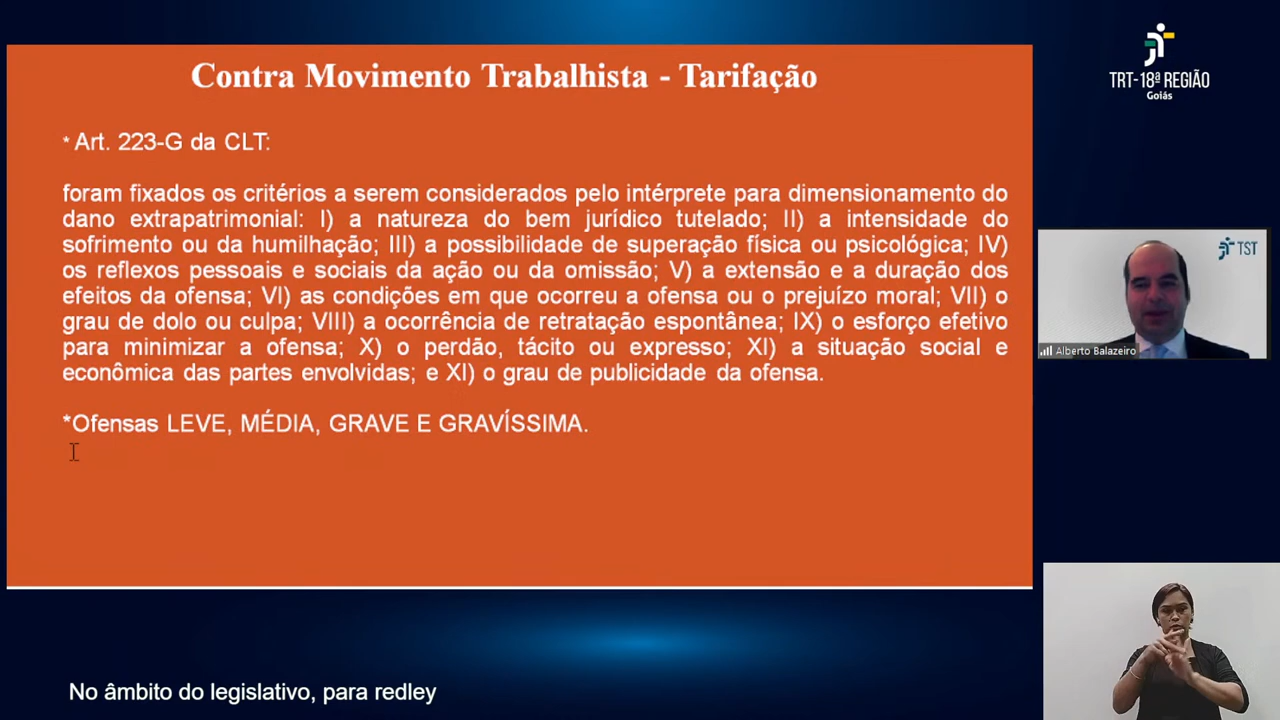 Contra Movimento Trabalhista - Tarifação
* Art. 223-G da CLT:
foram fixados os critérios a serem considerados pelo intérprete para dimensionamento do
dano extrapatrimonial: I) a natureza do bem jurídico tutelado; II) a intensidade do
sofrimento ou da humilhação; III) a possibilidade de superação física ou psicológica; IV)
os reflexos pessoais e sociais da ação ou da omissão; V) a extensão e a duração dos
efeitos da ofensa; VI) as condições em que ocorreu a ofensa ou o prejuízo moral; VII) o
grau de dolo ou culpa; VIII) a ocorrência de retratação espontânea; IX) o esforço efetivo
para minimizar a ofensa; X) o perdão, tácito ou expresso; XI) a situação social e
econômica das partes envolvidas; e XI) o grau de publicidade da ofensa.
*Ofensas LEVE, MÉDIA, GRAVE E GRAVÍSSIMA.
TRT-18ª REGIÃO
Goiás
TST
Alberto Balazeiro
No âmbito do legislativo, para redley